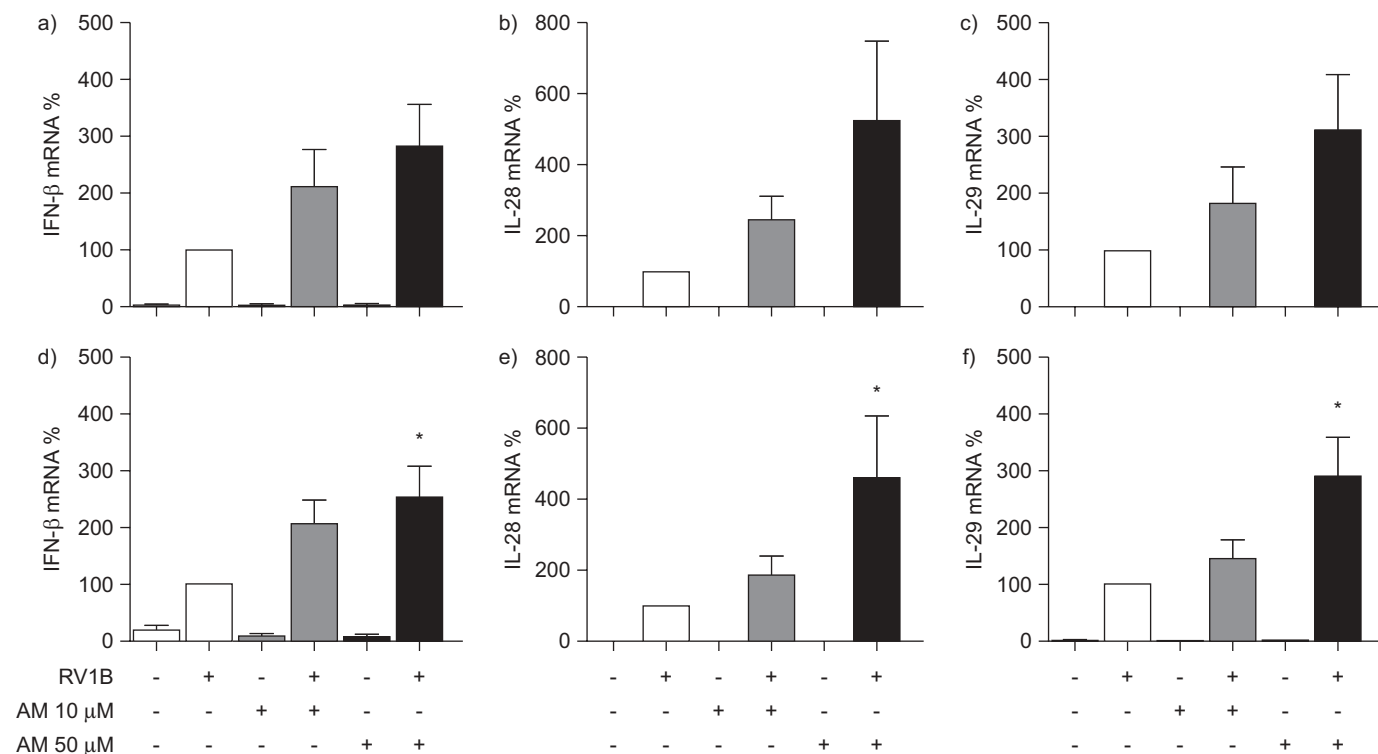 a)
500
400
300
200
100
0
IFN-β mRNA %
b)
800
600
400
200
0
IL-28 mRNA %
c)
500
400
300
200
100
0
IL-29 mRNA %
d)
500
400
300
200
100
0
IFN-β mRNA %
*
e)
800
600
400
200
0
IL-28 mRNA %
*
f)
500
400
300
200
100
0
IL-29 mRNA %
*
RV1B - + - + - + - + - + - + - + - + - +
AM 10 μM - - + + - - - - + + - - - - + + - -
AM 50 μM - - - - + + - - - - + + - - - - + +